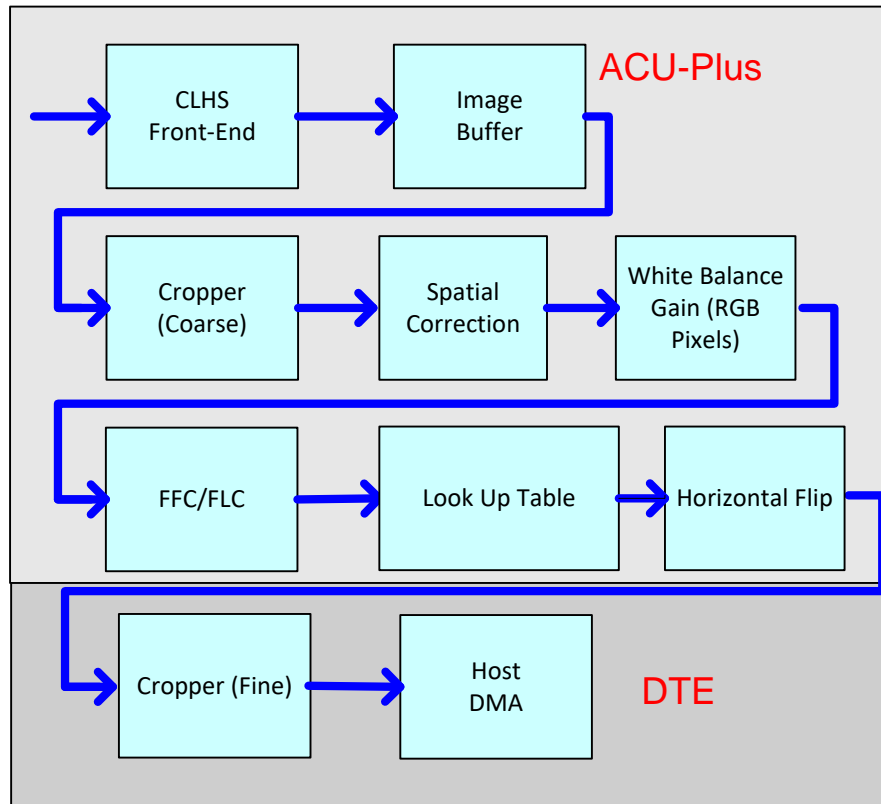 ACU-Plus
CLHS
Front-End
Image
Buffer
Cropper
(Coarse)
Spatial
Correction
White Balance
Gain (RGB
Pixels)
FFC/FLC
Look Up Table
Horizontal Flip
Cropper (Fine)
Host
DMA
DTE